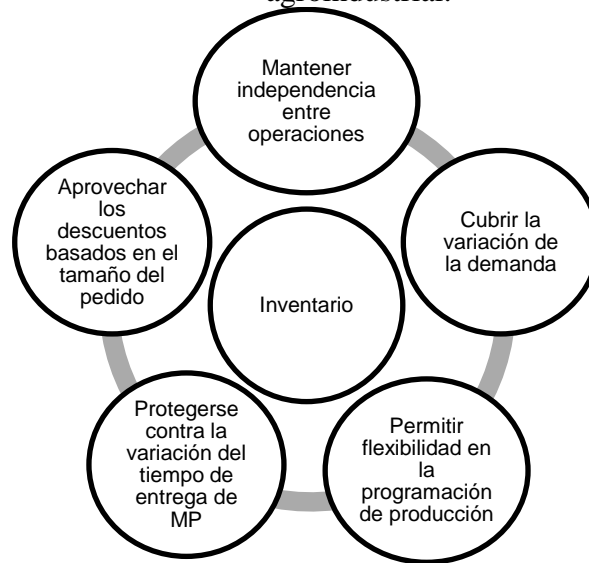 agroindustrial.
Mantener
independencia
entre
operaciones
Cubrir la
variación de
la demanda
Permitir
flexibilidad en
la
programación
de producción
Protegerse
contra la
variación del
tiempo de
entrega de
MP
Aprovechar
los
descuentos
basados en el
tamaño del
pedido
Inventario